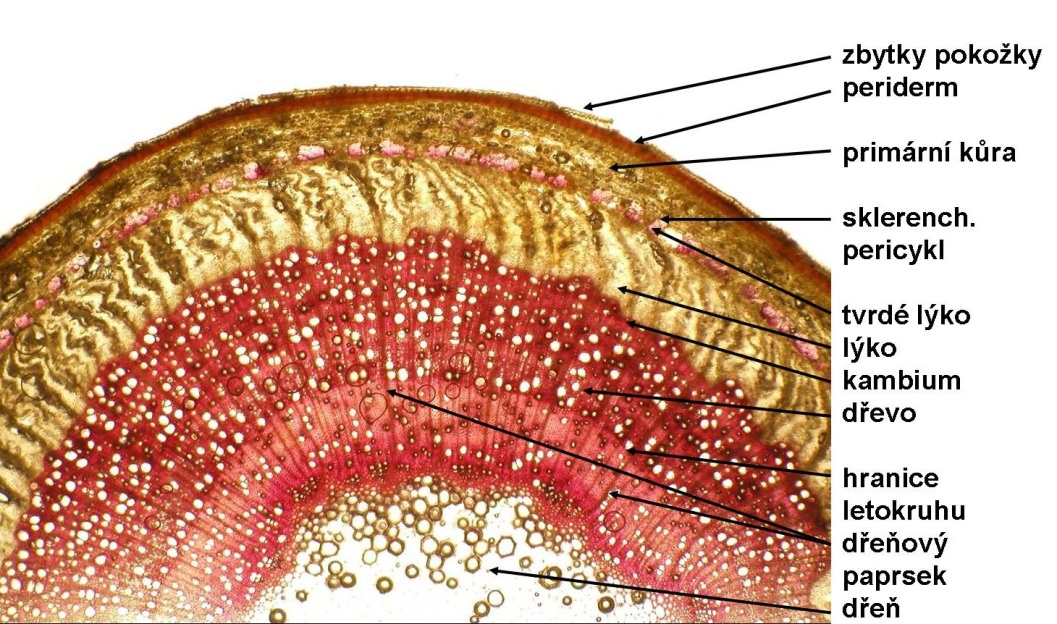 zbytky pokožky
periderm
primární kůra
sklerench.
pericykl
tvrdé lýko
lýko
kambium
dřevo
hranice
letokruhu
dřeňový
paprsek
dřeň